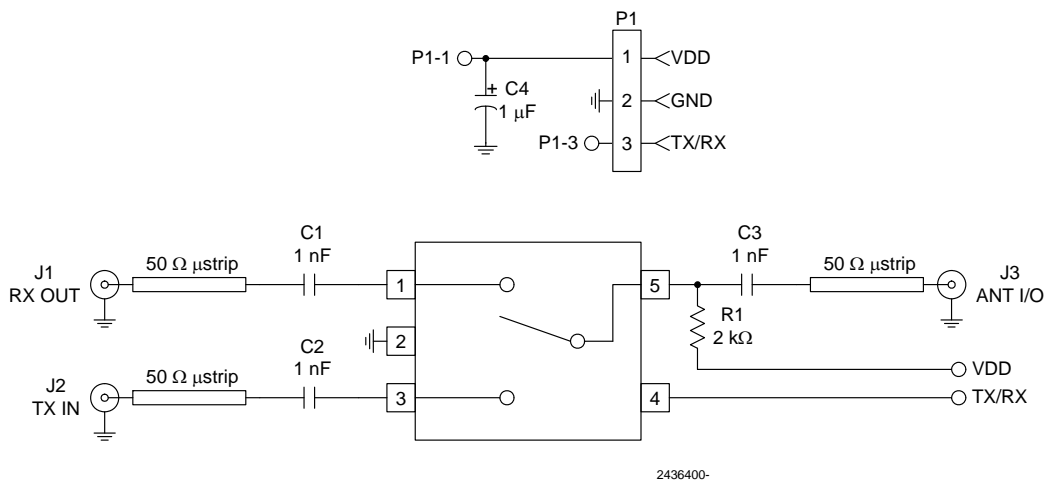 P1
P1-1
1
VDD
+
C4
1 μF
2
GND
P1-3
3
TX/RX
C1
1 nF
C3
1 nF
J1
RX OUT
50 Ω μstrip
1
5
50 Ω μstrip
J3
ANT I/O
R1
2 kΩ
2
C2
1 nF
VDD
J2
TX IN
50 Ω μstrip
3
4
TX/RX
2436400-